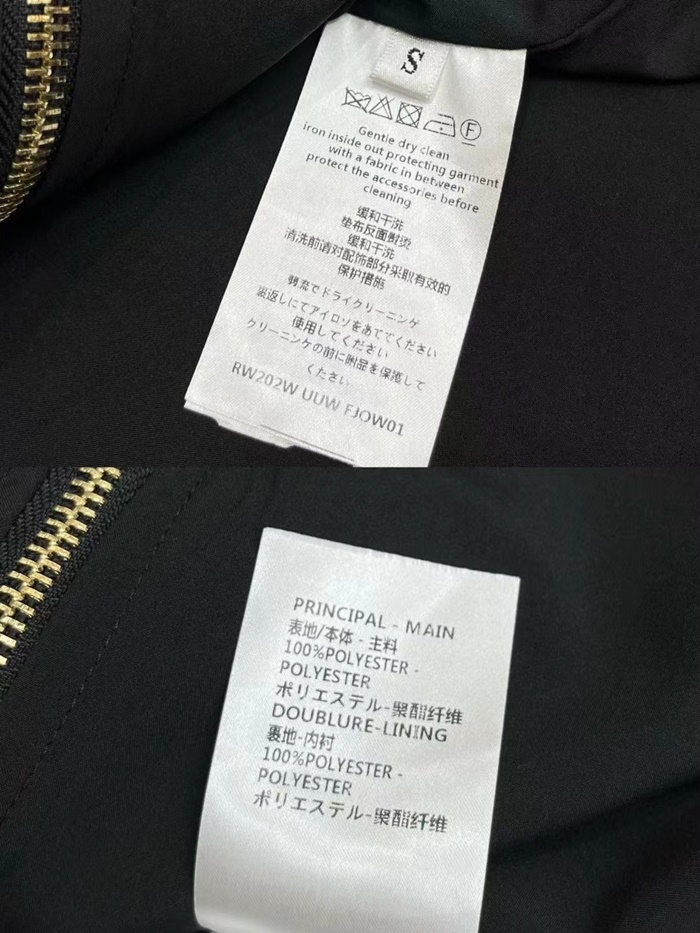 S
F
Gentle dry clean
iron inside out protecting garment
with a fabric in between
protect the accessories before
cleaning
缓和干洗
垫布反面熨烫
缓和干洗
清洗前请对配饰部分采取有效的
保护措施
弱流でドライクリーニンケ
裏返しにてアイロソをあててください
使用してください
クリーニンケの前に附品を保護して
ください
RW202W UUW FJOW01
PRINCIPAL - MAIN
表地/本体 - 主料
100%POLYESTER -
POLYESTER
ポリエステル-聚酯纤维
DOUBLURE-LINING
裏地-内衬
100%POLYESTER -
POLYESTER
ポリエステル-聚酯纤维